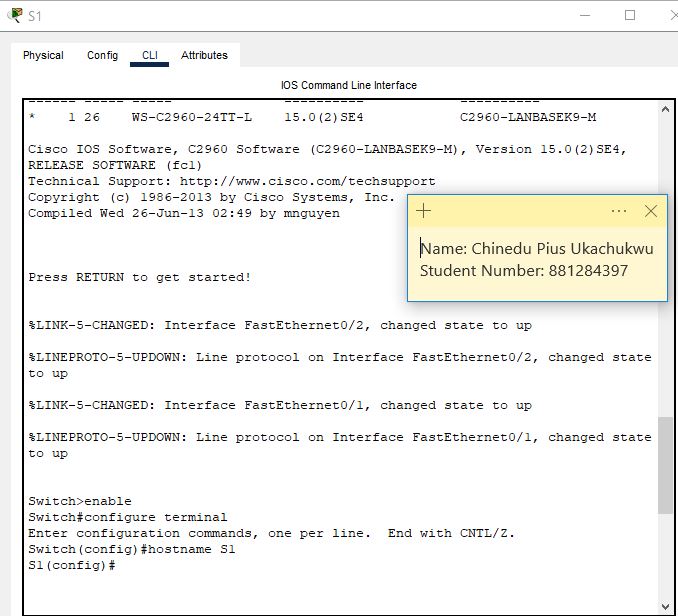 S1
Physical Config CLI Attributes
IOS Command Line Interface
------ ----- ----- ---------- ----------
* 1 26 WS-C2960-24TT-L 15.0(2)SE4 C2960-LANBASEK9-M
Cisco IOS Software, C2960 Software (C2960-LANBASEK9-M), Version 15.0(2)SE4,
RELEASE SOFTWARE (fc1)
Technical Support: http://www.cisco.com/techsupport
Copyright (c) 1986-2013 by Cisco Systems, Inc.
Compiled Wed 26-Jun-13 02:49 by mnguyen
Name: Chinedu Pius Ukachukwu
Student Number: 881284397
Press RETURN to get started!
%LINK-5-CHANGED: Interface FastEthernet0/2, changed state to up
%LINEPROTO-5-UPDOWN: Line protocol on Interface FastEthernet0/2, changed state
to up
%LINK-5-CHANGED: Interface FastEthernet0/1, changed state to up
%LINEPROTO-5-UPDOWN: Line protocol on Interface FastEthernet0/1, changed state
to up
Switch>enable
Switch#configure terminal
Enter configuration commands, one per line. End with CNTL/Z.
Switch(config)#hostname S1
S1(config)#